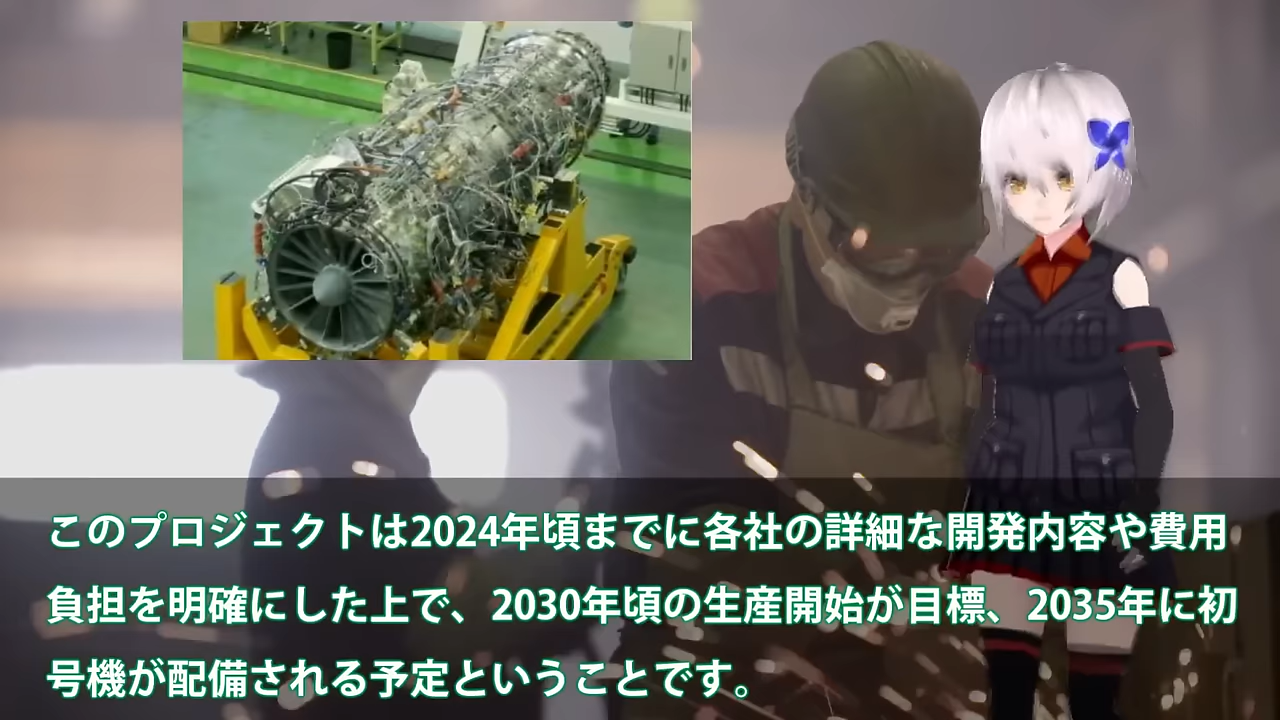 このプロジェクトは2024年頃までに各社の詳細な開発内容や費用
負担を明確にした上で、2030年頃の生産開始が目標、2035年に初
号機が配備される予定ということです。